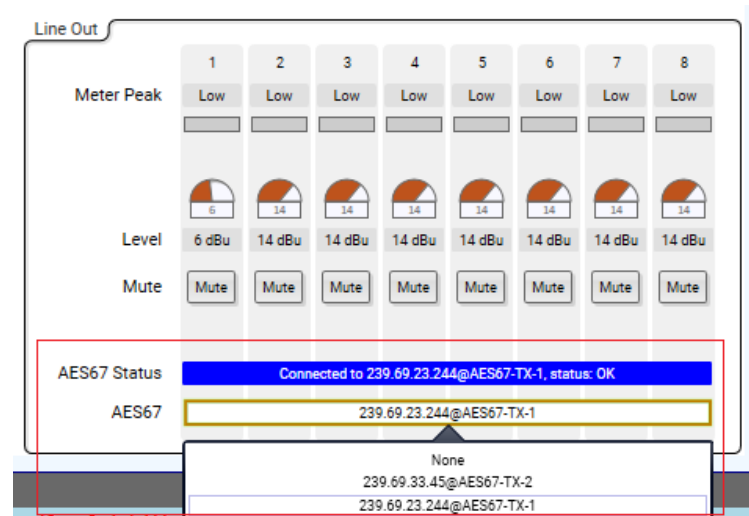 Line Out
1 2 3 4 5 6 7 8
Meter Peak Low Low Low Low Low Low Low Low
6 14 14 14 14 14 14 14
Level 6 dBu 14 dBu 14 dBu 14 dBu 14 dBu 14 dBu 14 dBu 14 dBu
Mute Mute Mute Mute Mute Mute Mute Mute Mute
AES67 Status Connected to 239.69.23.244@AES67-TX-1, status: OK
AES67 239.69.23.244@AES67-TX-1
None
239.69.33.45@AES67-TX-2
239.69.23.244@AES67-TX-1